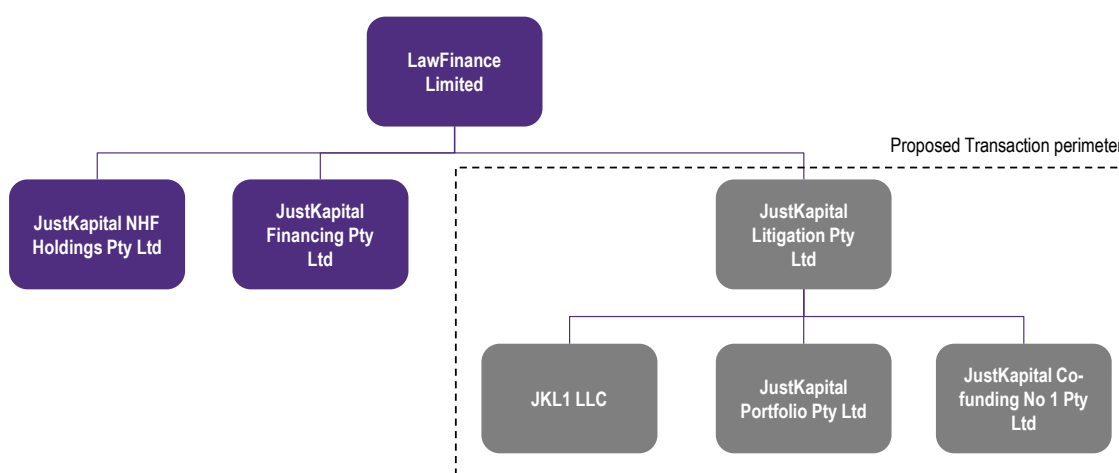 LawFinance
Limited
Proposed Transaction perimeter
JustKapital NHF
Holdings Pty Ltd
JustKapital
Financing Pty
Ltd
JustKapital
Litigation Pty
Ltd
JKL1 LLC
JustKapital
Portfolio Pty Ltd
JustKapital Co-
funding No 1 Pty
Ltd